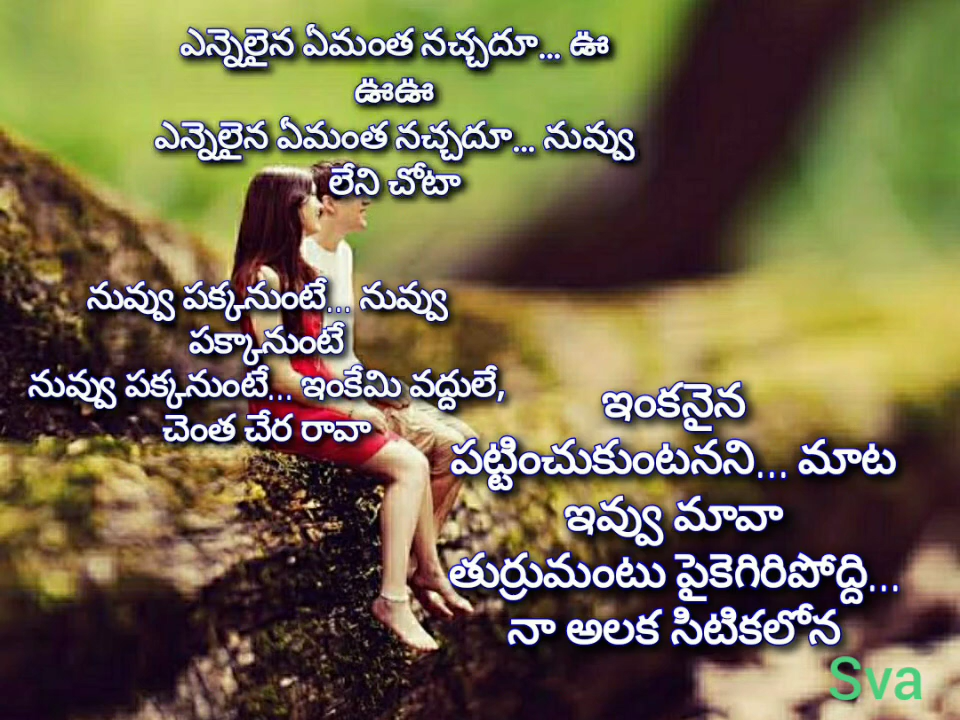 ఎన్నెలైన ఏమంత నచ్చదూ... ఊ
ఊఊ
ఎన్నెలైన ఏమంత నచ్చదూ... నువ్వు
లేని చోటా
నువ్వు పక్కనుంటే... నువ్వు
పక్కానుంటే
నువ్వు పక్కనుంటే... ఇంకేమి వద్దులే,
చెంత చేర రావా
ఇంకనైన
పట్టించుకుంటనని... మాట
ఇవ్వు మావా
తుర్రుమంటు పైకెగిరిపోద్ది...
నా అలక సిటికలోన
Sva